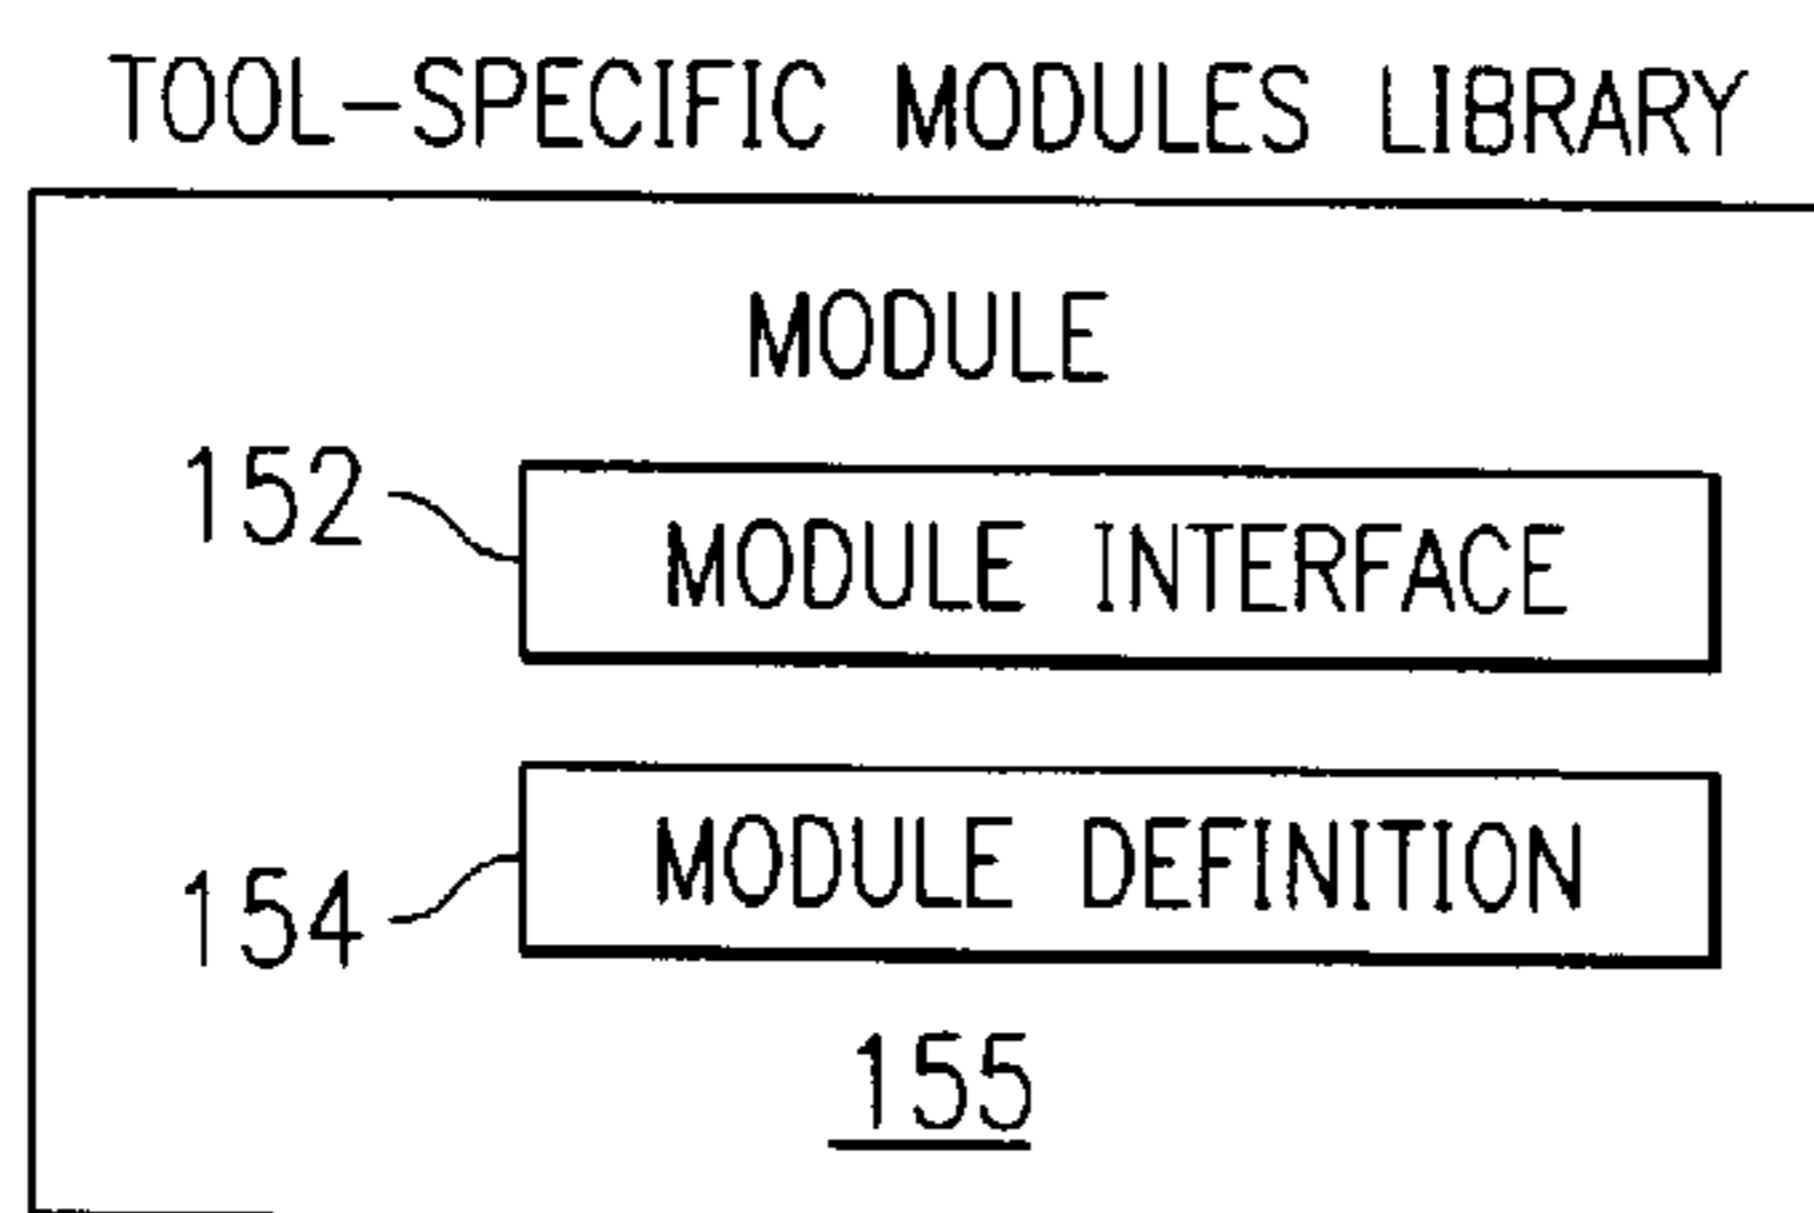 TOOL-SPECIFIC MODULES LIBRARY
MODULE
152
MODULE INTERFACE
154
MODULE DEFINITION
155